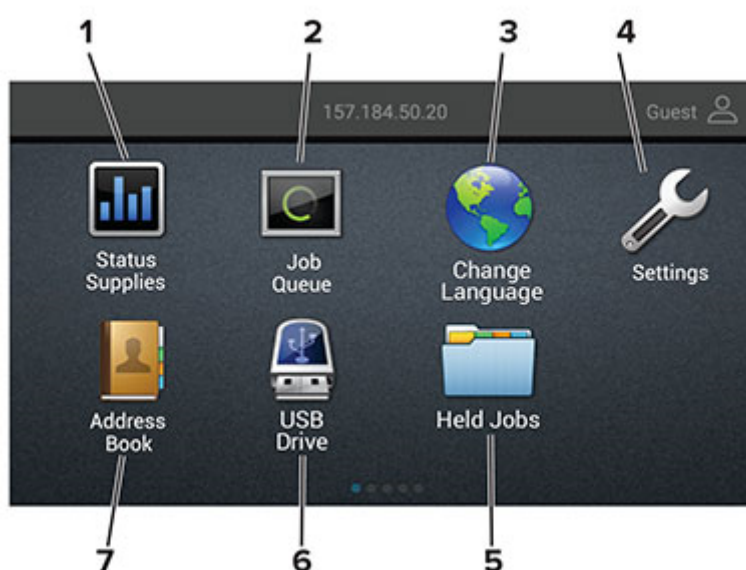 1 2 3 4
157.184.50.20 Guest
Status
Supplies
Job
Queue
Change
Language
Settings
Address
Book
USB
Drive
Held Jobs
7 6 5